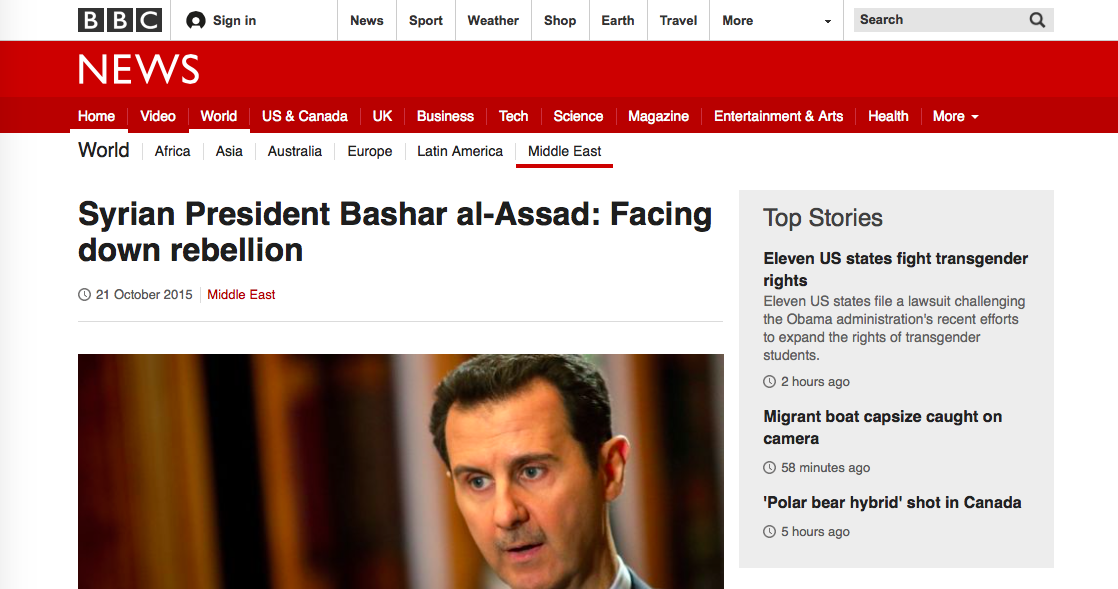 BBC Sign in News Sport Weather Shop Earth Travel More Search
NEWS
Home Video World US & Canada UK Business Tech Science Magazine Entertainment & Arts Health More
World Africa Asia Australia Europe Latin America Middle East
Syrian President Bashar al-Assad: Facing
down rebellion
21 October 2015 Middle East
Top Stories
Eleven US states fight transgender
rights
Eleven US states file a lawsuit challenging
the Obama administration's recent efforts
to expand the rights of transgender
students.
2 hours ago
Migrant boat capsize caught on
camera
58 minutes ago
'Polar bear hybrid' shot in Canada
5 hours ago